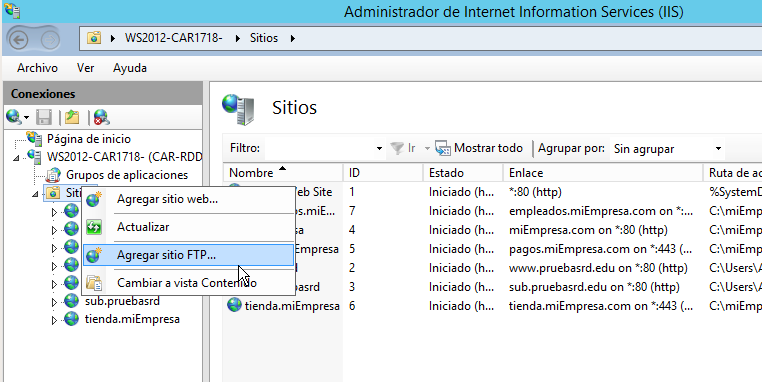 Administrador de Internet Information Services (IIS)
WS2012-CAR1718- Sitios
Archivo Ver Ayuda
Conexiones
Página de inicio
WS2012-CAR1718- (CAR-RDD
Grupos de aplicaciones
Siti
Agregar sitio web...
Actualizar
Agregar sitio FTP...
Cambiar a vista Contenido
sub.pruebasrd
tienda.miEmpresa
Sitios
Filtro: Ir Mostrar todo Agrupar por: Sin agrupar
Nombre ID Estado Enlace Ruta de ac
eb Site 1 Iniciado (h... *:80 (http) %SystemD
os.miE... 7 Iniciado (h... empleados.miEmpresa.com on *:... C:\miEmp
sa 4 Iniciado (h... miEmpresa.com on *:80 (http) C:\miEmp
Empresa 5 Iniciado (h... pagos.miEmpresa.com on *:443 (... C:\miEmp
d 2 Iniciado (h... www.pruebasrd.edu on *:80 (http) C:\Users\A
asrd 3 Iniciado (h... sub.pruebasrd.edu on *:80 (http) C:\Users\A
tienda.miEmpresa 6 Iniciado (h... tienda.miEmpresa.com on *:443 (... C:\miEmp